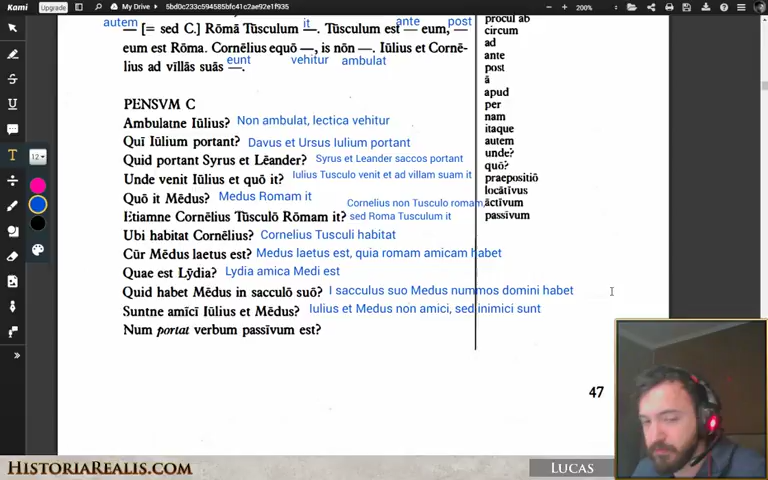 Kami Upgrade My Drive 5bd0c233c594585bfc41c2ae92e1f935 200%
autem it ante post
— [= sed C.] Rōmā Tūsculum —. Tūsculum est — eum, —
eum est Rōma. Cornēlius equō —, is nōn —. Iūlius et Cornē-
eunt vehitur ambulat
lius ad vīllās suās —.
procul ab
circum
ad
ante
post
ā
apud
per
nam
itaque
autem
unde?
quō?
praepositiō
locātīvus
āctīvum
passīvum
PENSVM C
Ambulatne Iūlius? Non ambulat, lectica vehitur
Quī Iūlium portant? Davus et Ursus Iulium portant
Quid portant Syrus et Lēander? Syrus et Leander saccos portant
Unde venit Iūlius et quō it? Iulius Tusculo venit et ad villam suam it
Quō it Mēdus? Medus Romam it
Etiamne Cornēlius Tūsculō Rōmam it? Cornelius non Tusculo romam,
sed Roma Tusculum it
Ubi habitat Cornēlius? Cornelius Tusculi habitat
Cūr Mēdus laetus est? Medus laetus est, quia romam amicam habet
Quae est Lȳdia? Lydia amica Medi est
Quid habet Mēdus in sacculō suō? I sacculus suo Medus nummos domini habet
Suntne amīcī Iūlius et Mēdus? Iulius et Medus non amici, sed inimici sunt
Num portat verbum passīvum est?
47
12
HISTORIAREALIS.COM
LUCAS